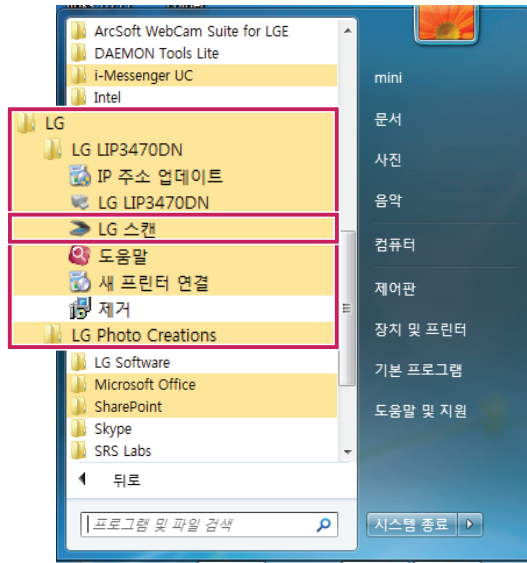 ArcSoft WebCam Suite for LGE
DAEMON Tools Lite
i-Messenger UC
Intel
LG
LG LIP3470DN
IP 주소 업데이트
LG LIP3470DN
LG 스캔
도움말
새 프린터 연결
제거
LG Photo Creations
LG Software
Microsoft Office
SharePoint
Skype
SRS Labs
뒤로
프로그램 및 파일 검색
mini
문서
사진
음악
컴퓨터
제어판
장치 및 프린터
기본 프로그램
도움말 및 지원
시스템 종료